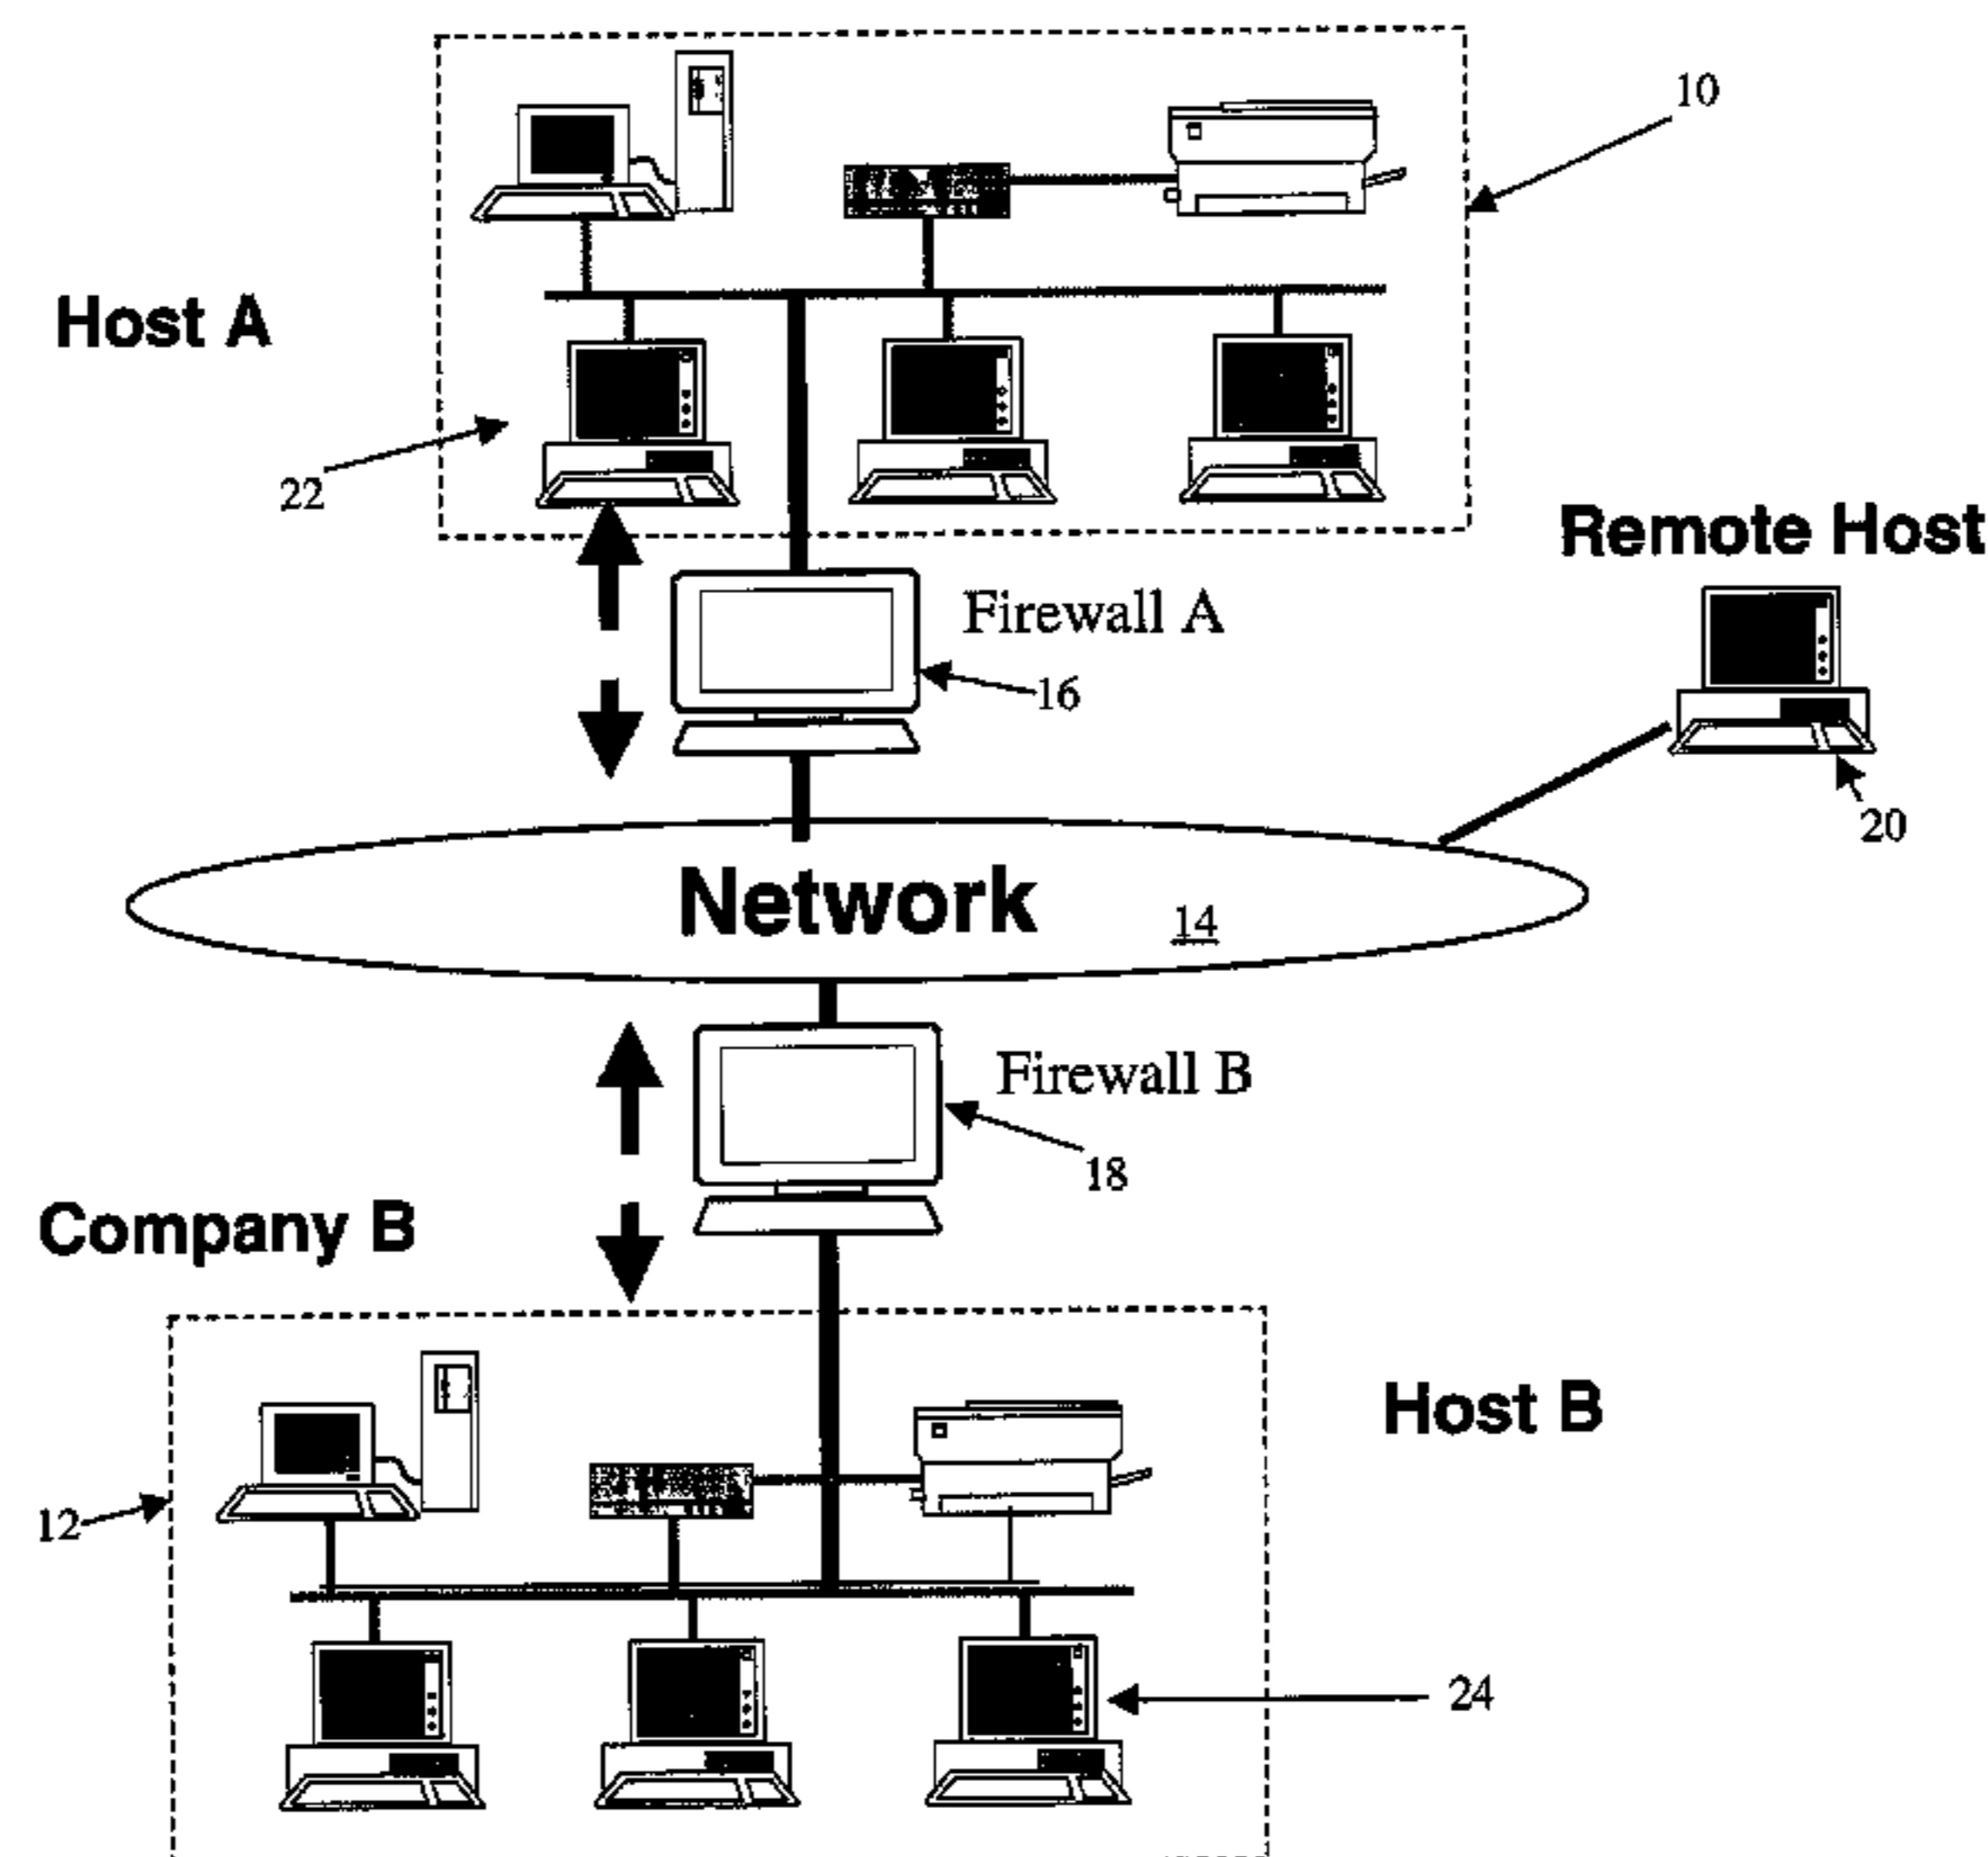 10
Host A
22
Remote Host
Firewall A
16
20
Network 14
Firewall B
18
Company B
Host B
12
24